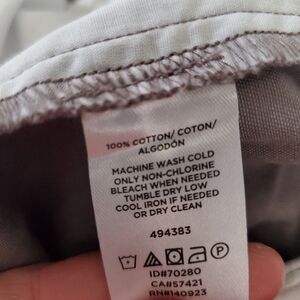 100% COTTON/ COTON/
ALGODÓN
MACHINE WASH COLD
ONLY NON-CHLORINE
BLEACH WHEN NEEDED
TUMBLE DRY LOW
COOL IRON IF NEEDED
OR DRY CLEAN
494383
ID#70280
CA#57421
RN#140923